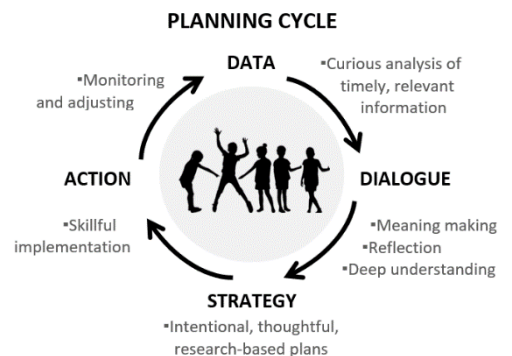 PLANNING CYCLE
DATA
▪Curious analysis of
timely, relevant
information
DIALOGUE
▪Meaning making
▪Reflection
▪Deep understanding
STRATEGY
▪Intentional, thoughtful,
research-based plans
ACTION
▪Skillful
implementation
▪Monitoring
and adjusting